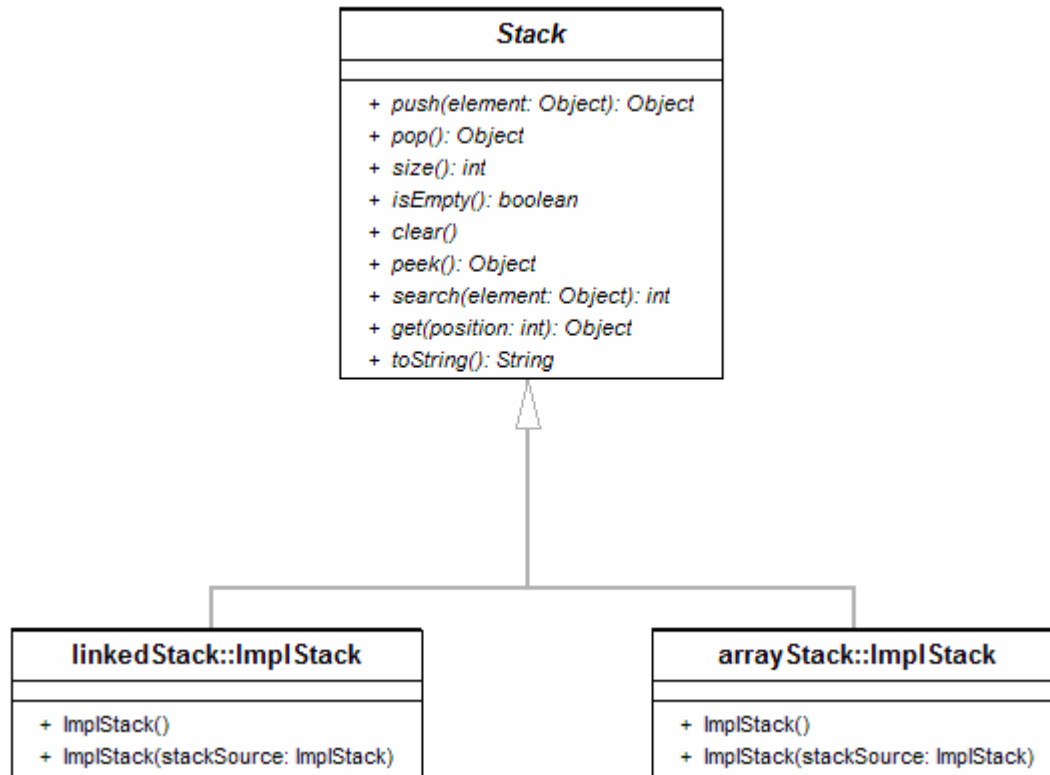 Stack
+ push(element: Object): Object
+ pop(): Object
+ size(): int
+ isEmpty(): boolean
+ clear()
+ peek(): Object
+ search(element: Object): int
+ get(position: int): Object
+ toString(): String
linkedStack::ImplStack
+ ImplStack()
+ ImplStack(stackSource: ImplStack)
arrayStack::ImplStack
+ ImplStack()
+ ImplStack(stackSource: ImplStack)